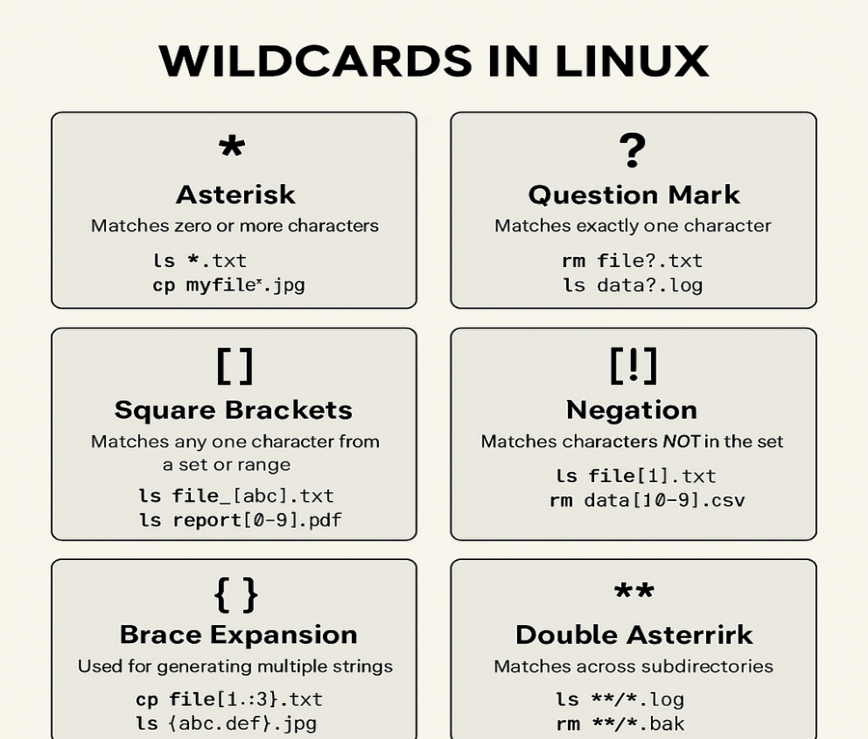 WILDCARDS IN LINUX
*
Asterisk
Matches zero or more characters
ls *.txt
cp myfile*.jpg
?
Question Mark
Matches exactly one character
rm file?.txt
ls data?.log
[ ]
Square Brackets
Matches any one character from
a set or range
ls file_[abc].txt
ls report[0-9].pdf
[!]
Negation
Matches characters NOT in the set
ls file[1].txt
rm data[10-9].csv
{ }
Brace Expansion
Used for generating multiple strings
cp file[1.:3}.txt
ls {abc.def}.jpg
**
Double Asterrirk
Matches across subdirectories
ls **/*.log
rm **/*.bak